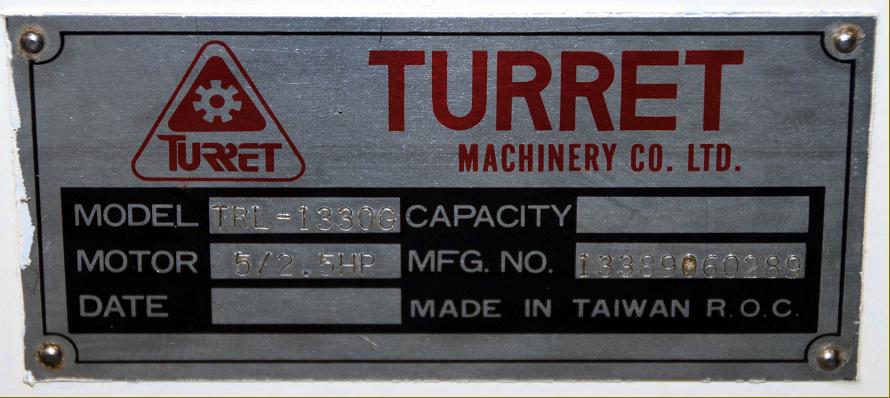 TURRET
TURRET
MACHINERY CO. LTD.
MODEL TRL-1330G CAPACITY
MOTOR 5/2.5HP MFG. NO. 13389060289
DATE MADE IN TAIWAN R.O.C.